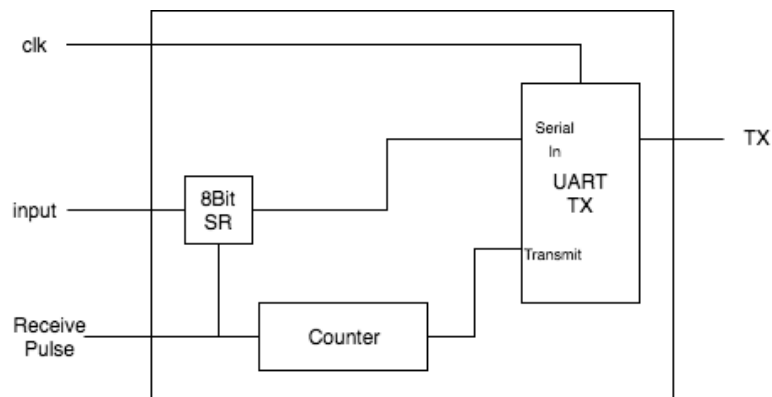 clk
Serial
In
TX
UART
TX
8Bit
SR
input
Transmit
Receive
Pulse
Counter